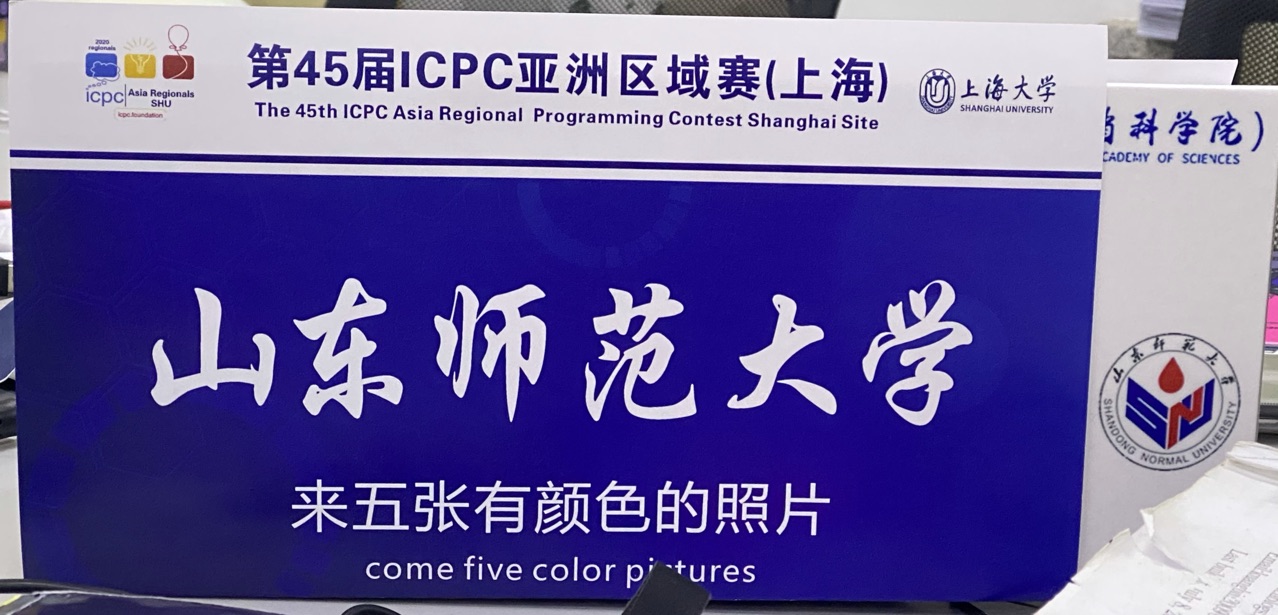 2020
regionals
icpc
Asia Regionals
SHU
icpc.foundation
第45届ICPC亚洲区域赛(上海)
The 45th ICPC Asia Regional Programming Contest Shanghai Site
上海大学
SHANGHAI UNIVERSITY
科学院)
CADEMY OF SCIENCES
山东师范大学
来五张有颜色的照片
come five color pictures
山东师范大学
SHANDONG NORMAL UNIVERSITY